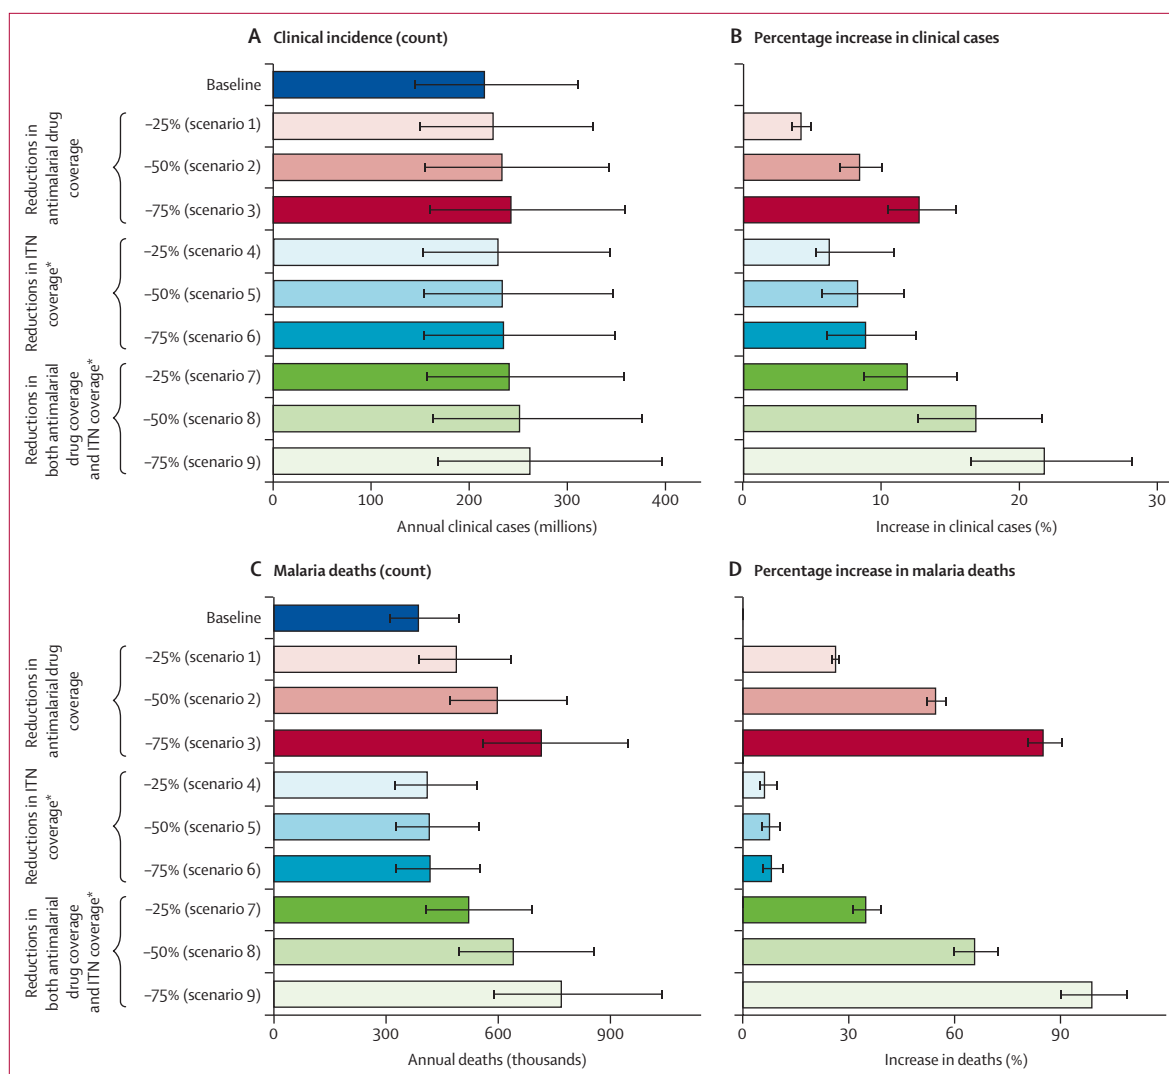 A Clinical incidence (count)
B Percentage increase in clinical cases
Baseline
Reductions in
antimalarial drug
coverage
−25% (scenario 1)
−50% (scenario 2)
−75% (scenario 3)
Reductions in ITN
coverage*
−25% (scenario 4)
−50% (scenario 5)
−75% (scenario 6)
Reductions in
both antimalarial
drug coverage
and ITN coverage*
−25% (scenario 7)
−50% (scenario 8)
−75% (scenario 9)
0 100 200 300 400
Annual clinical cases (millions)
0 10 20 30
Increase in clinical cases (%)
C Malaria deaths (count)
D Percentage increase in malaria deaths
Baseline
Reductions in
antimalarial drug
coverage
−25% (scenario 1)
−50% (scenario 2)
−75% (scenario 3)
Reductions in ITN
coverage*
−25% (scenario 4)
−50% (scenario 5)
−75% (scenario 6)
Reductions in
both antimalarial
drug coverage
and ITN coverage*
−25% (scenario 7)
−50% (scenario 8)
−75% (scenario 9)
0 300 600 900
Annual deaths (thousands)
0 30 60 90
Increase in deaths (%)